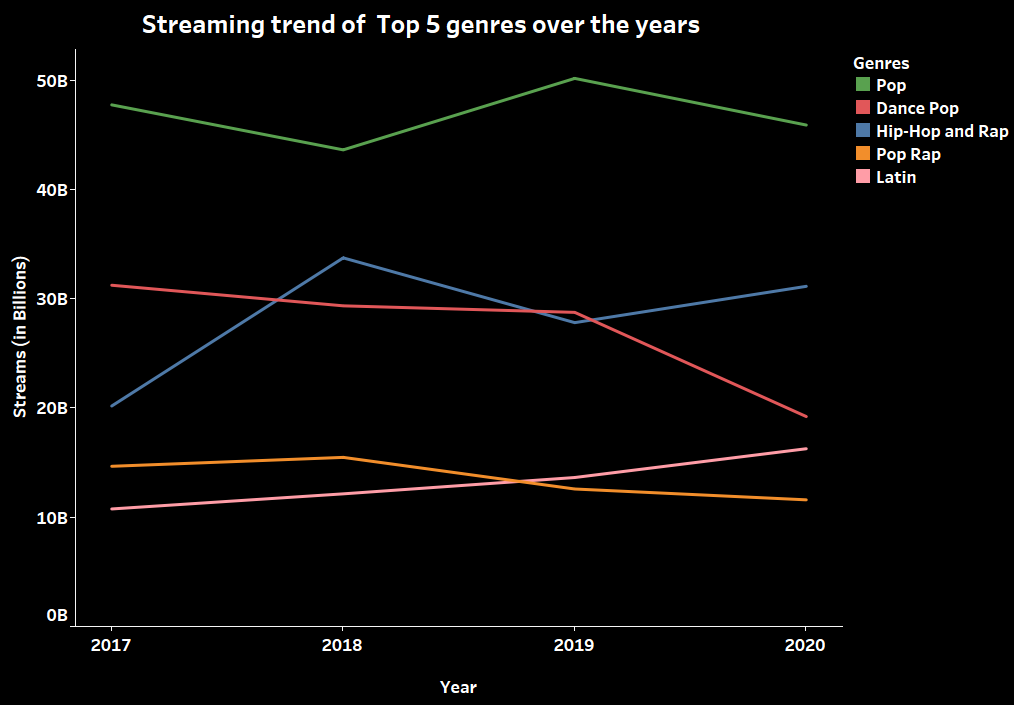 Streaming trend of  Top 5 genres over the years
Genres
Pop
Dance Pop
Hip-Hop and Rap
Pop Rap
Latin
Streams (in Billions)
50B
40B
30B
20B
10B
0B
2017 2018 2019 2020
Year